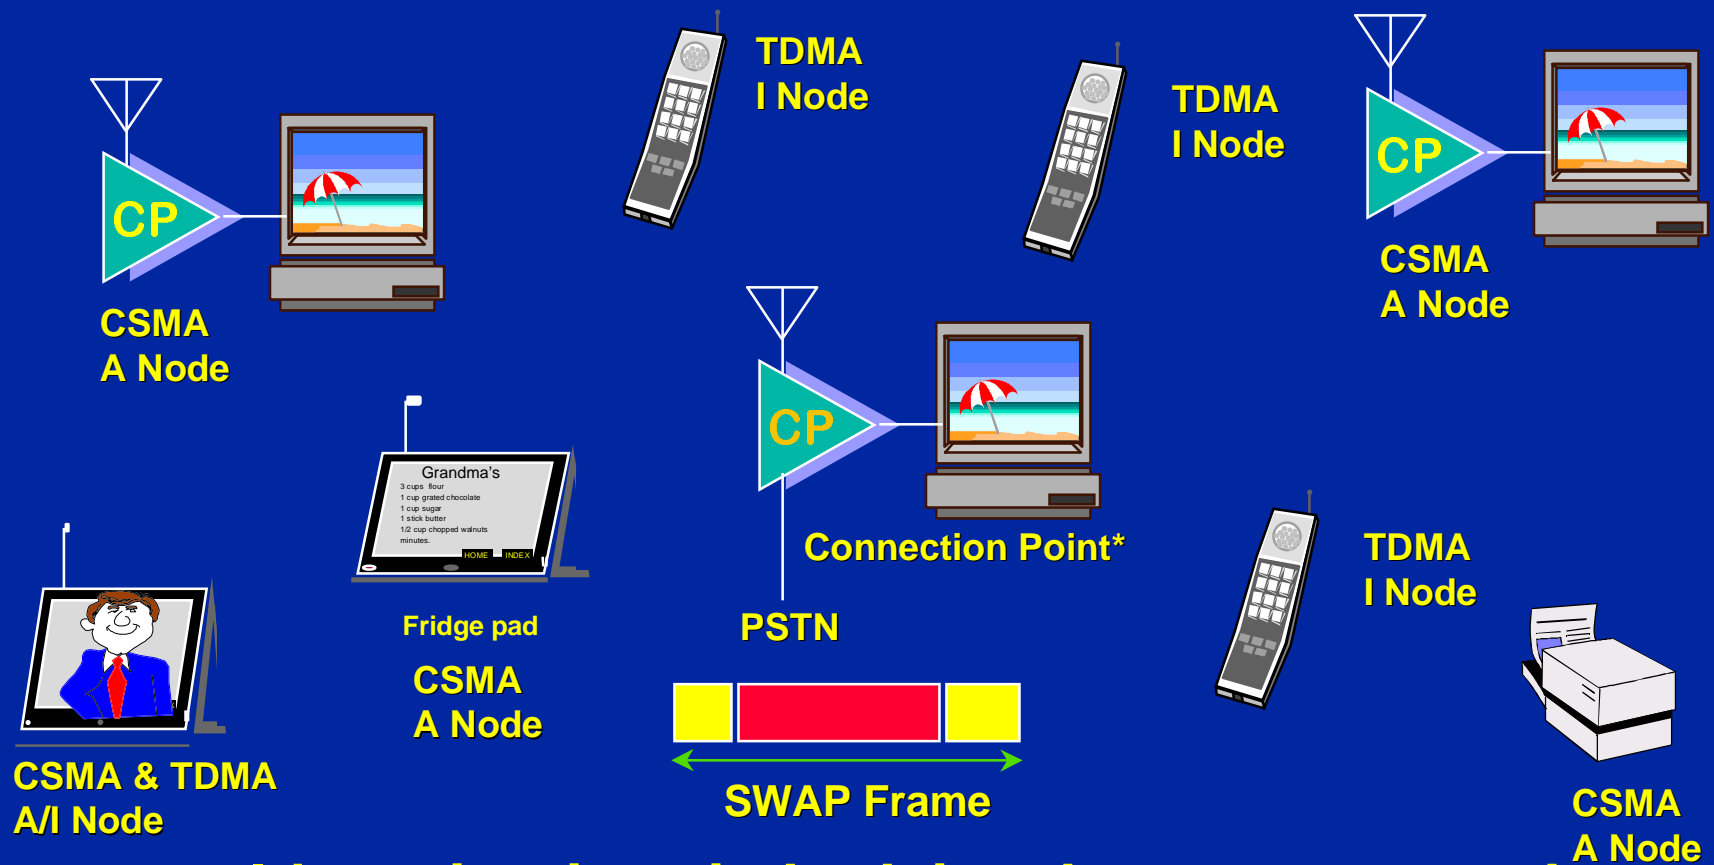 TDMA
I Node
TDMA
I Node
CP
CP
CSMA
A Node
CSMA
A Node
CP
Grandma's
3 cups flour
1 cup grated chocolate
1 cup sugar
1 stick butter
1/2 cup chopped walnuts
minutes.
HOME INDEX
Connection Point*
TDMA
I Node
Fridge pad
PSTN
CSMA
A Node
CSMA & TDMA
A/I Node
SWAP Frame
CSMA
A Node